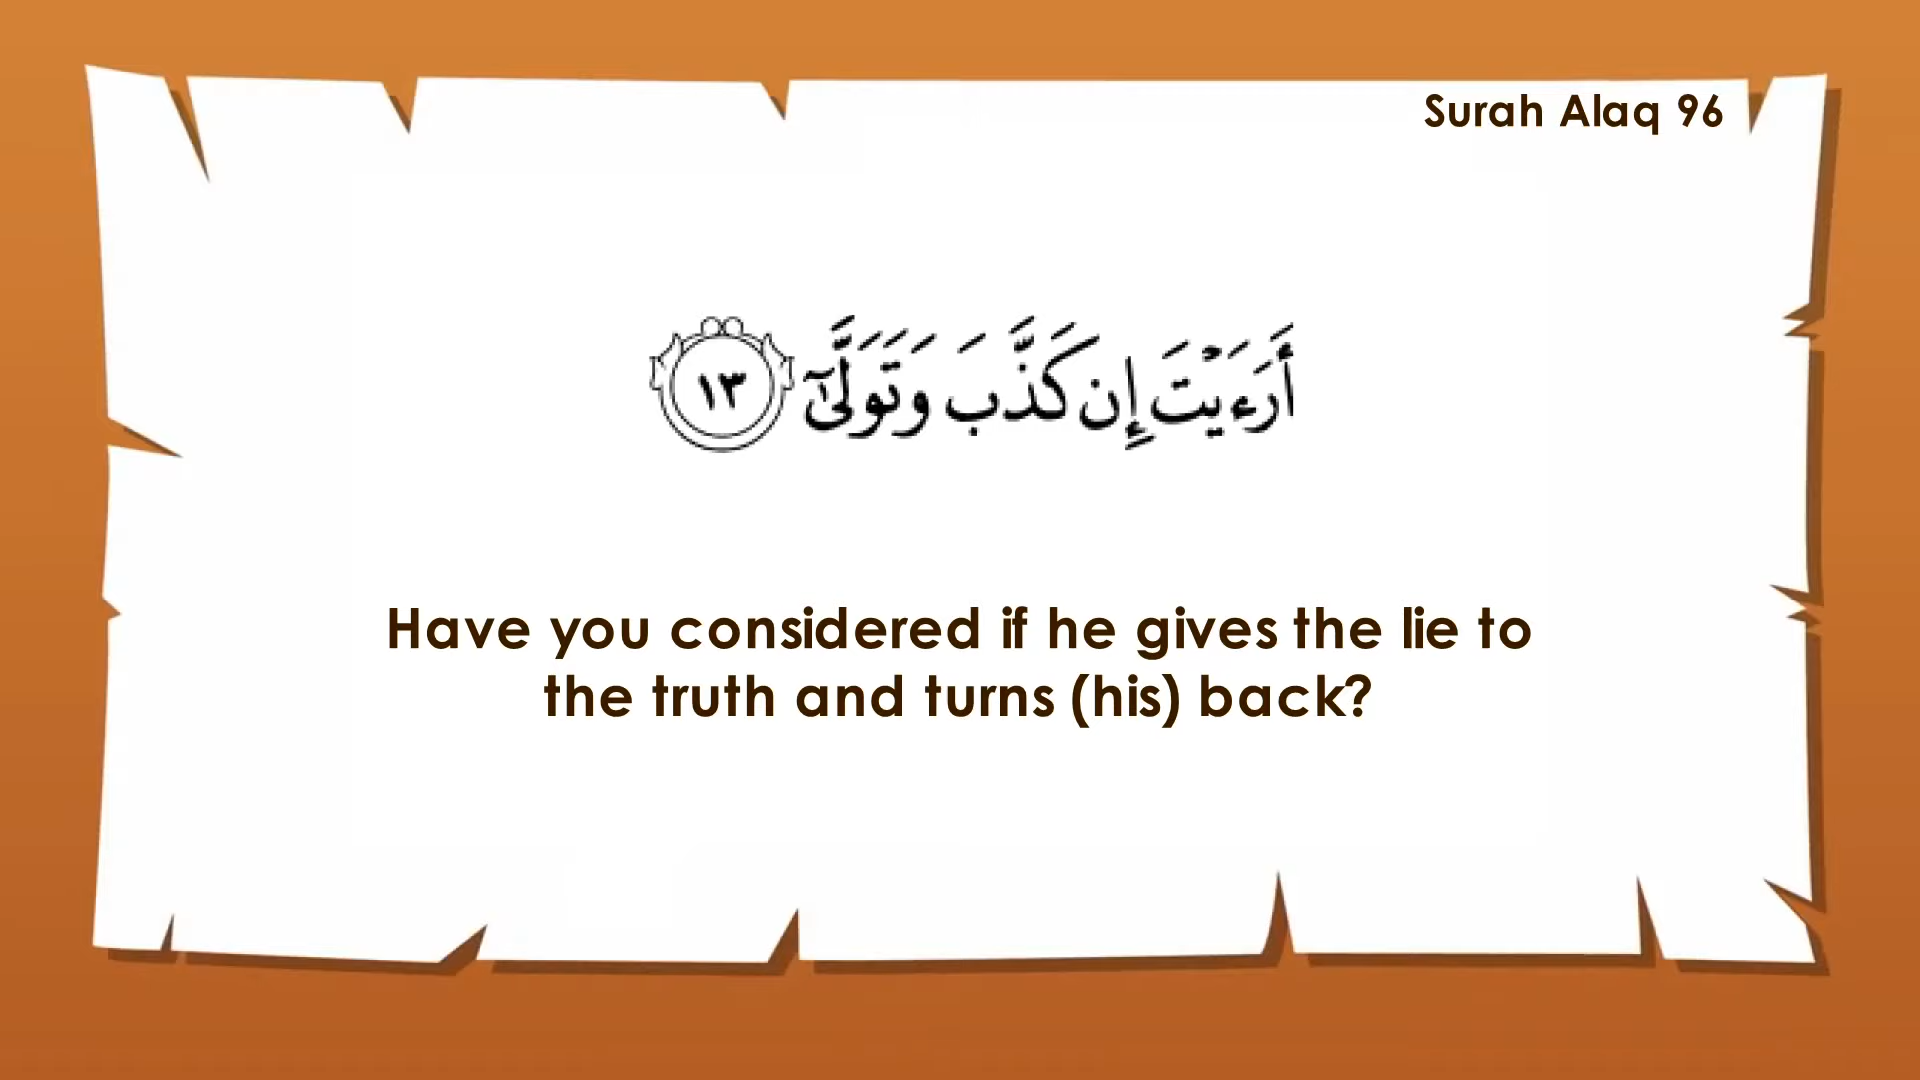 Surah Alaq 96
أَرَءَيْتَ إِن كَذَّبَ وَتَوَلَّىٰٓ ١٣
Have you considered if he gives the lie to
the truth and turns (his) back?